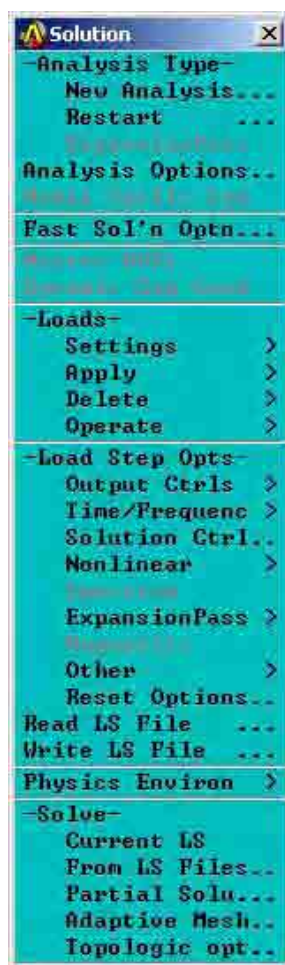 Solution
-Analysis Type-
New Analysis...
Restart ...
Analysis Options..
Fast Sol'n Optn...
-Loads-
Settings >
Apply >
Delete >
Operate >
-Load Step Opts-
Output Ctrls >
Time/Frequenc >
Solution Ctrl..
Nonlinear >
ExpansionPass >
Other >
Reset Options..
Read LS File ...
Write LS File ...
Physics Environ >
-Solve-
Current LS
From LS Files..
Partial Solu...
Adaptive Mesh..
Topologic opt..